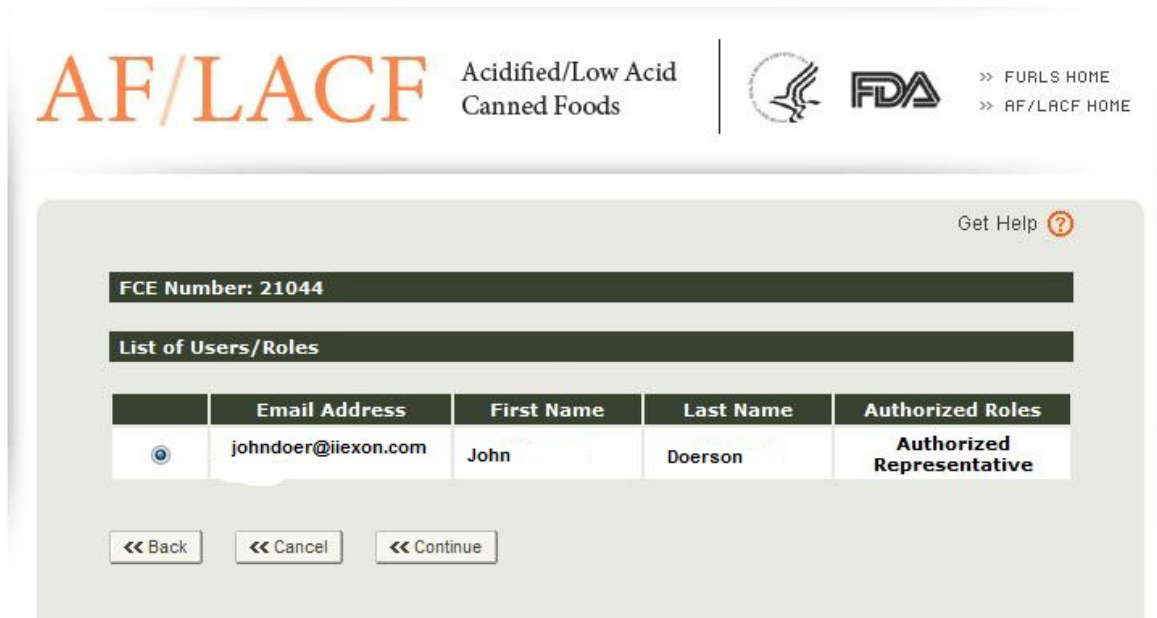 AF/LACF
Acidified/Low Acid
Canned Foods
FDA
>> FURLS HOME
>> AF/LACF HOME
Get Help ?
FCE Number: 21044
List of Users/Roles
Email Address First Name Last Name Authorized Roles
johndoer@iiexon.com John Doerson Authorized
Representative
<< Back << Cancel << Continue